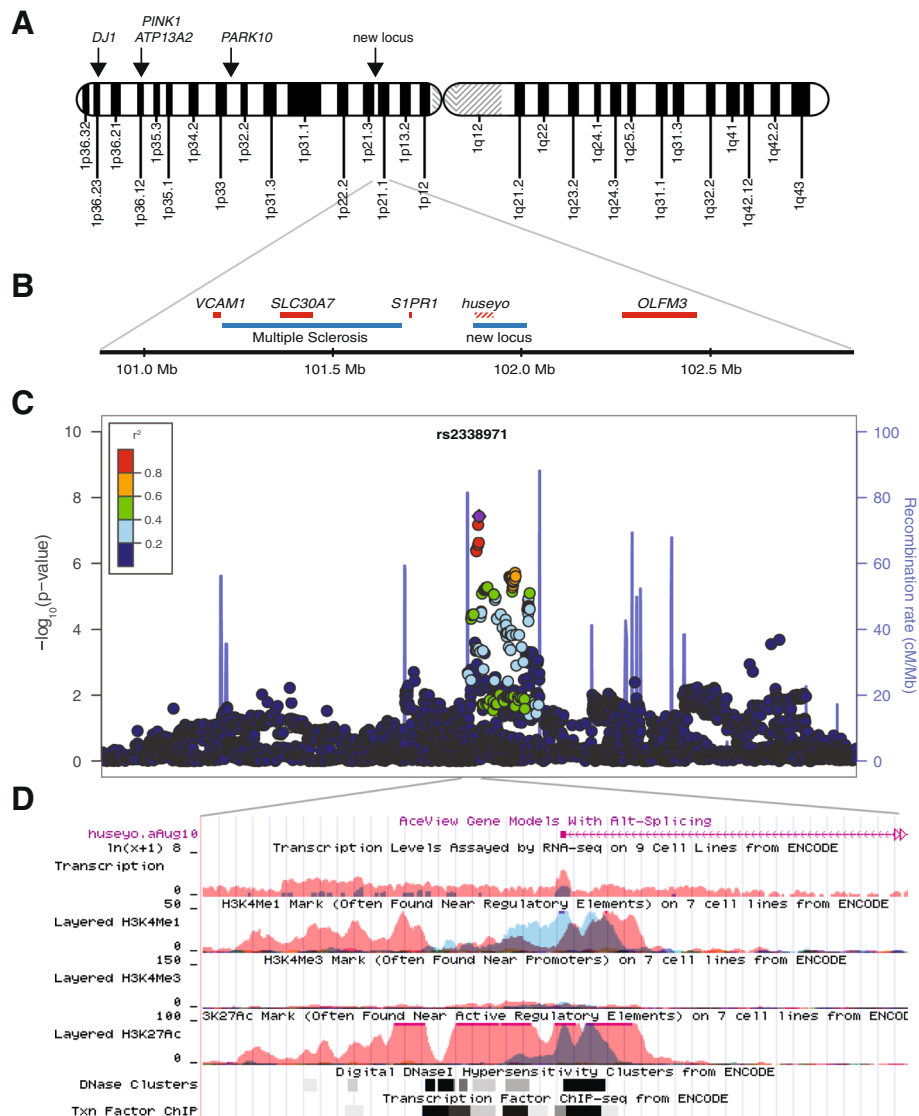 A
DJ1
PINK1
ATP13A2
PARK10
new locus
1p36.32
1p36.23
1p36.21
1p36.12
1p35.3
1p35.1
1p34.2
1p33
1p32.2
1p31.3
1p31.1
1p22.2
1p21.3
1p21.1
1p13.2
1p12
1q12
1q21.2
1q22
1q23.2
1q24.1
1q24.3
1q25.2
1q31.1
1q31.3
1q32.2
1q41
1q42.12
1q42.2
1q43
B
VCAM1 SLC30A7 S1PR1 huseyo OLFM3
Multiple Sclerosis new locus
101.0 Mb 101.5 Mb 102.0 Mb 102.5 Mb
C
rs2338971
r²
0.8
0.6
0.4
0.2
10
8
6
4
2
0
−log10(p−value)
100
80
60
40
20
0
Recombination rate (cM/Mb)
D
AceView Gene Models With Alt-Splicing
huseyo.aAug10
ln(x+1) 8
Transcription Levels Assayed by RNA-seq on 9 Cell Lines from ENCODE
Transcription
0
50
H3K4Me1 Mark (Often Found Near Regulatory Elements) on 7 cell lines from ENCODE
Layered H3K4Me1
0
150
H3K4Me3 Mark (Often Found Near Promoters) on 7 cell lines from ENCODE
Layered H3K4Me3
0
100
3K27Ac Mark (Often Found Near Active Regulatory Elements) on 7 cell lines from ENCO
Layered H3K27Ac
0
Digital DNaseI Hypersensitivity Clusters from ENCODE
DNase Clusters
Transcription Factor ChIP-seq from ENCODE
Txn Factor ChIP